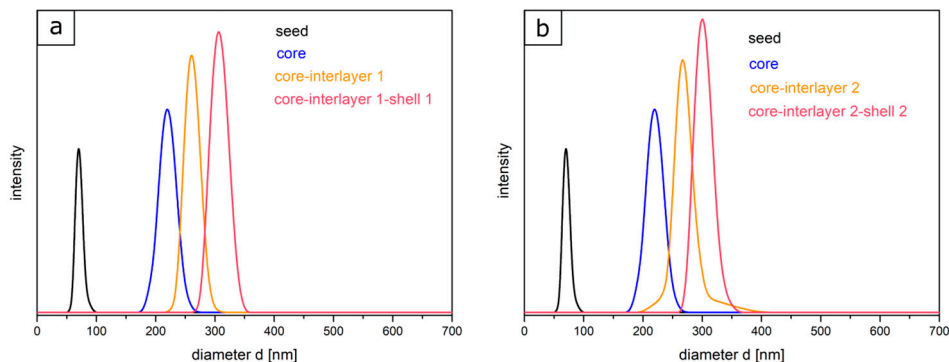 a
seed
core
core-interlayer 1
core-interlayer 1-shell 1
intensity
0 100 200 300 400 500 600 700
diameter d [nm]
b
seed
core
core-interlayer 2
core-interlayer 2-shell 2
intensity
0 100 200 300 400 500 600 700
diameter d [nm]